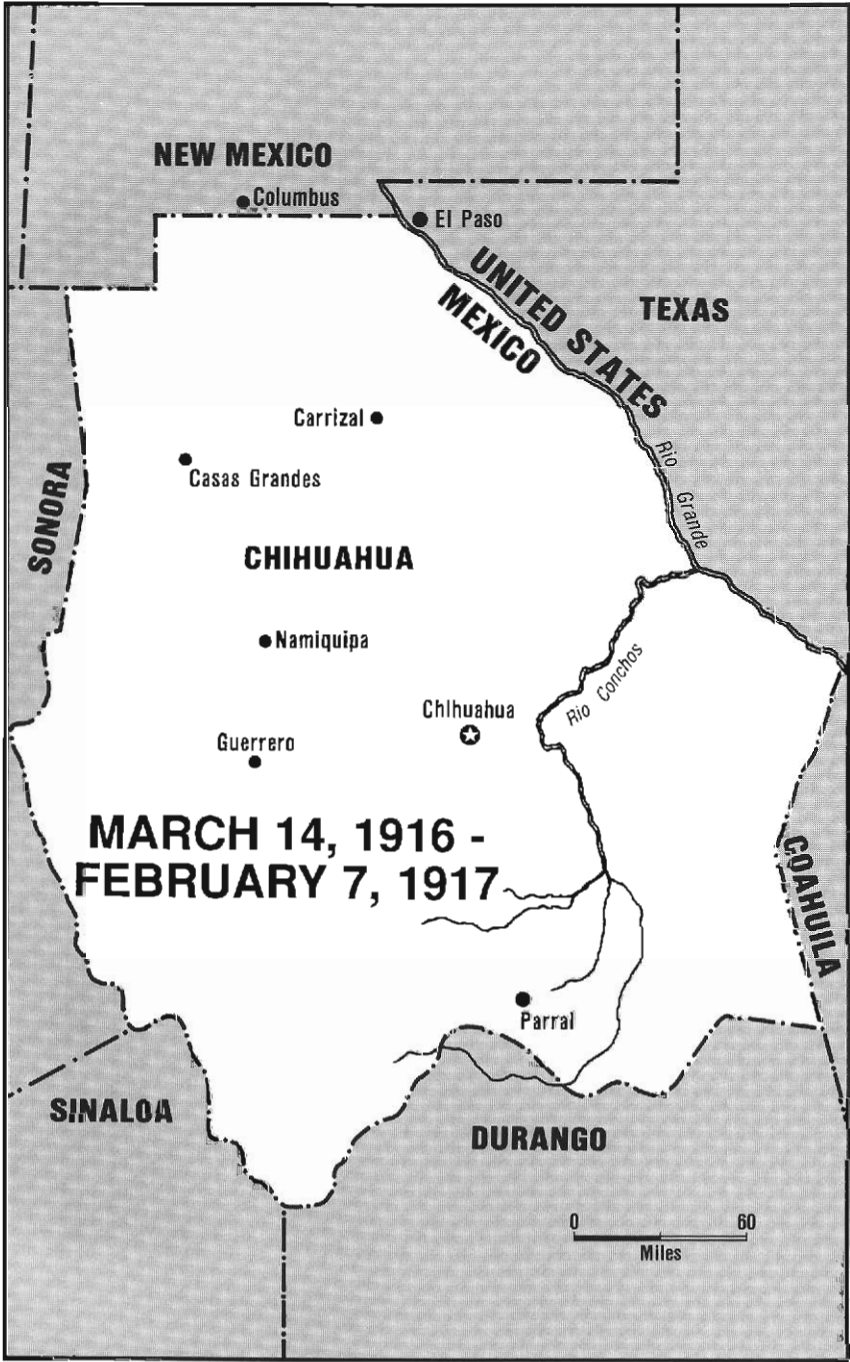 NEW MEXICO
Columbus
El Paso
UNITED STATES
MEXICO
TEXAS
Carrizal
Casas Grandes
SONORA
Rio Grande
CHIHUAHUA
Namiquipa
Rio Conchos
Chihuahua
Guerrero
MARCH 14, 1916 -
FEBRUARY 7, 1917
COAHUILA
Parral
SINALOA
DURANGO
0 60
Miles